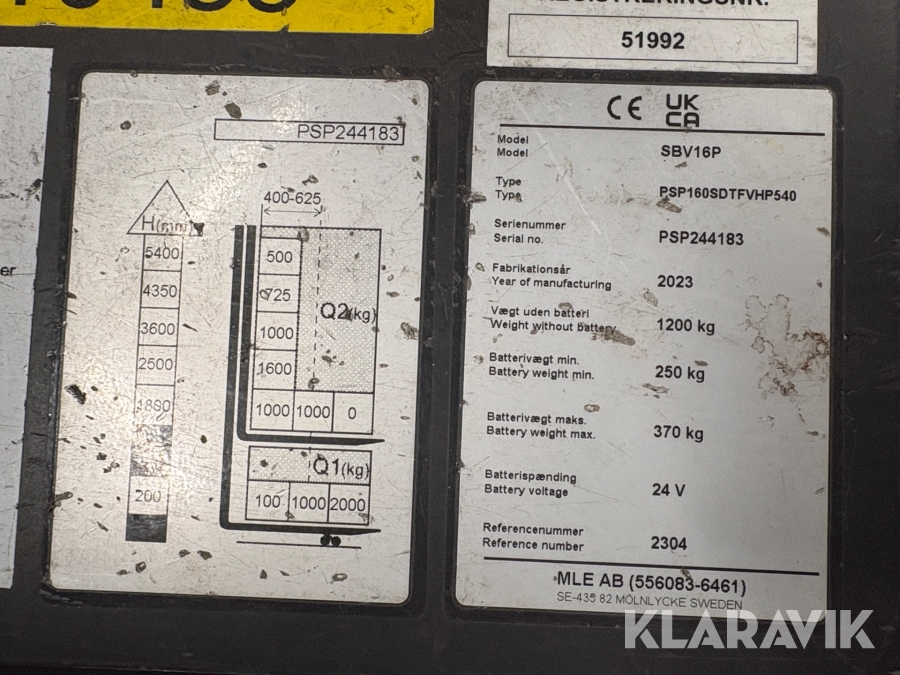 REGISTRERINGSNR.
51992
er
PSP244183
400-625
H(mm)
5400
4350
3600
2500
200
500
725
1000
1600
1000 1000 0
Q2(kg)
Q1(kg)
100 1000 2000
CE UK
CA
Model
Model SBV16P
Type
Type PSP160SDTFVHP540
Serienummer
Serial no. PSP244183
Fabrikationsår
Year of manufacturing 2023
Vægt uden batteri
Weight without battery 1200 kg
Batterivægt min.
Battery weight min. 250 kg
Batterivægt maks.
Battery weight max. 370 kg
Batterispænding
Battery voltage 24 V
Referencenummer
Reference number 2304
MLE AB (556083-6461)
SE-435 82 MÖLNLYCKE SWEDEN
KLARAVIK